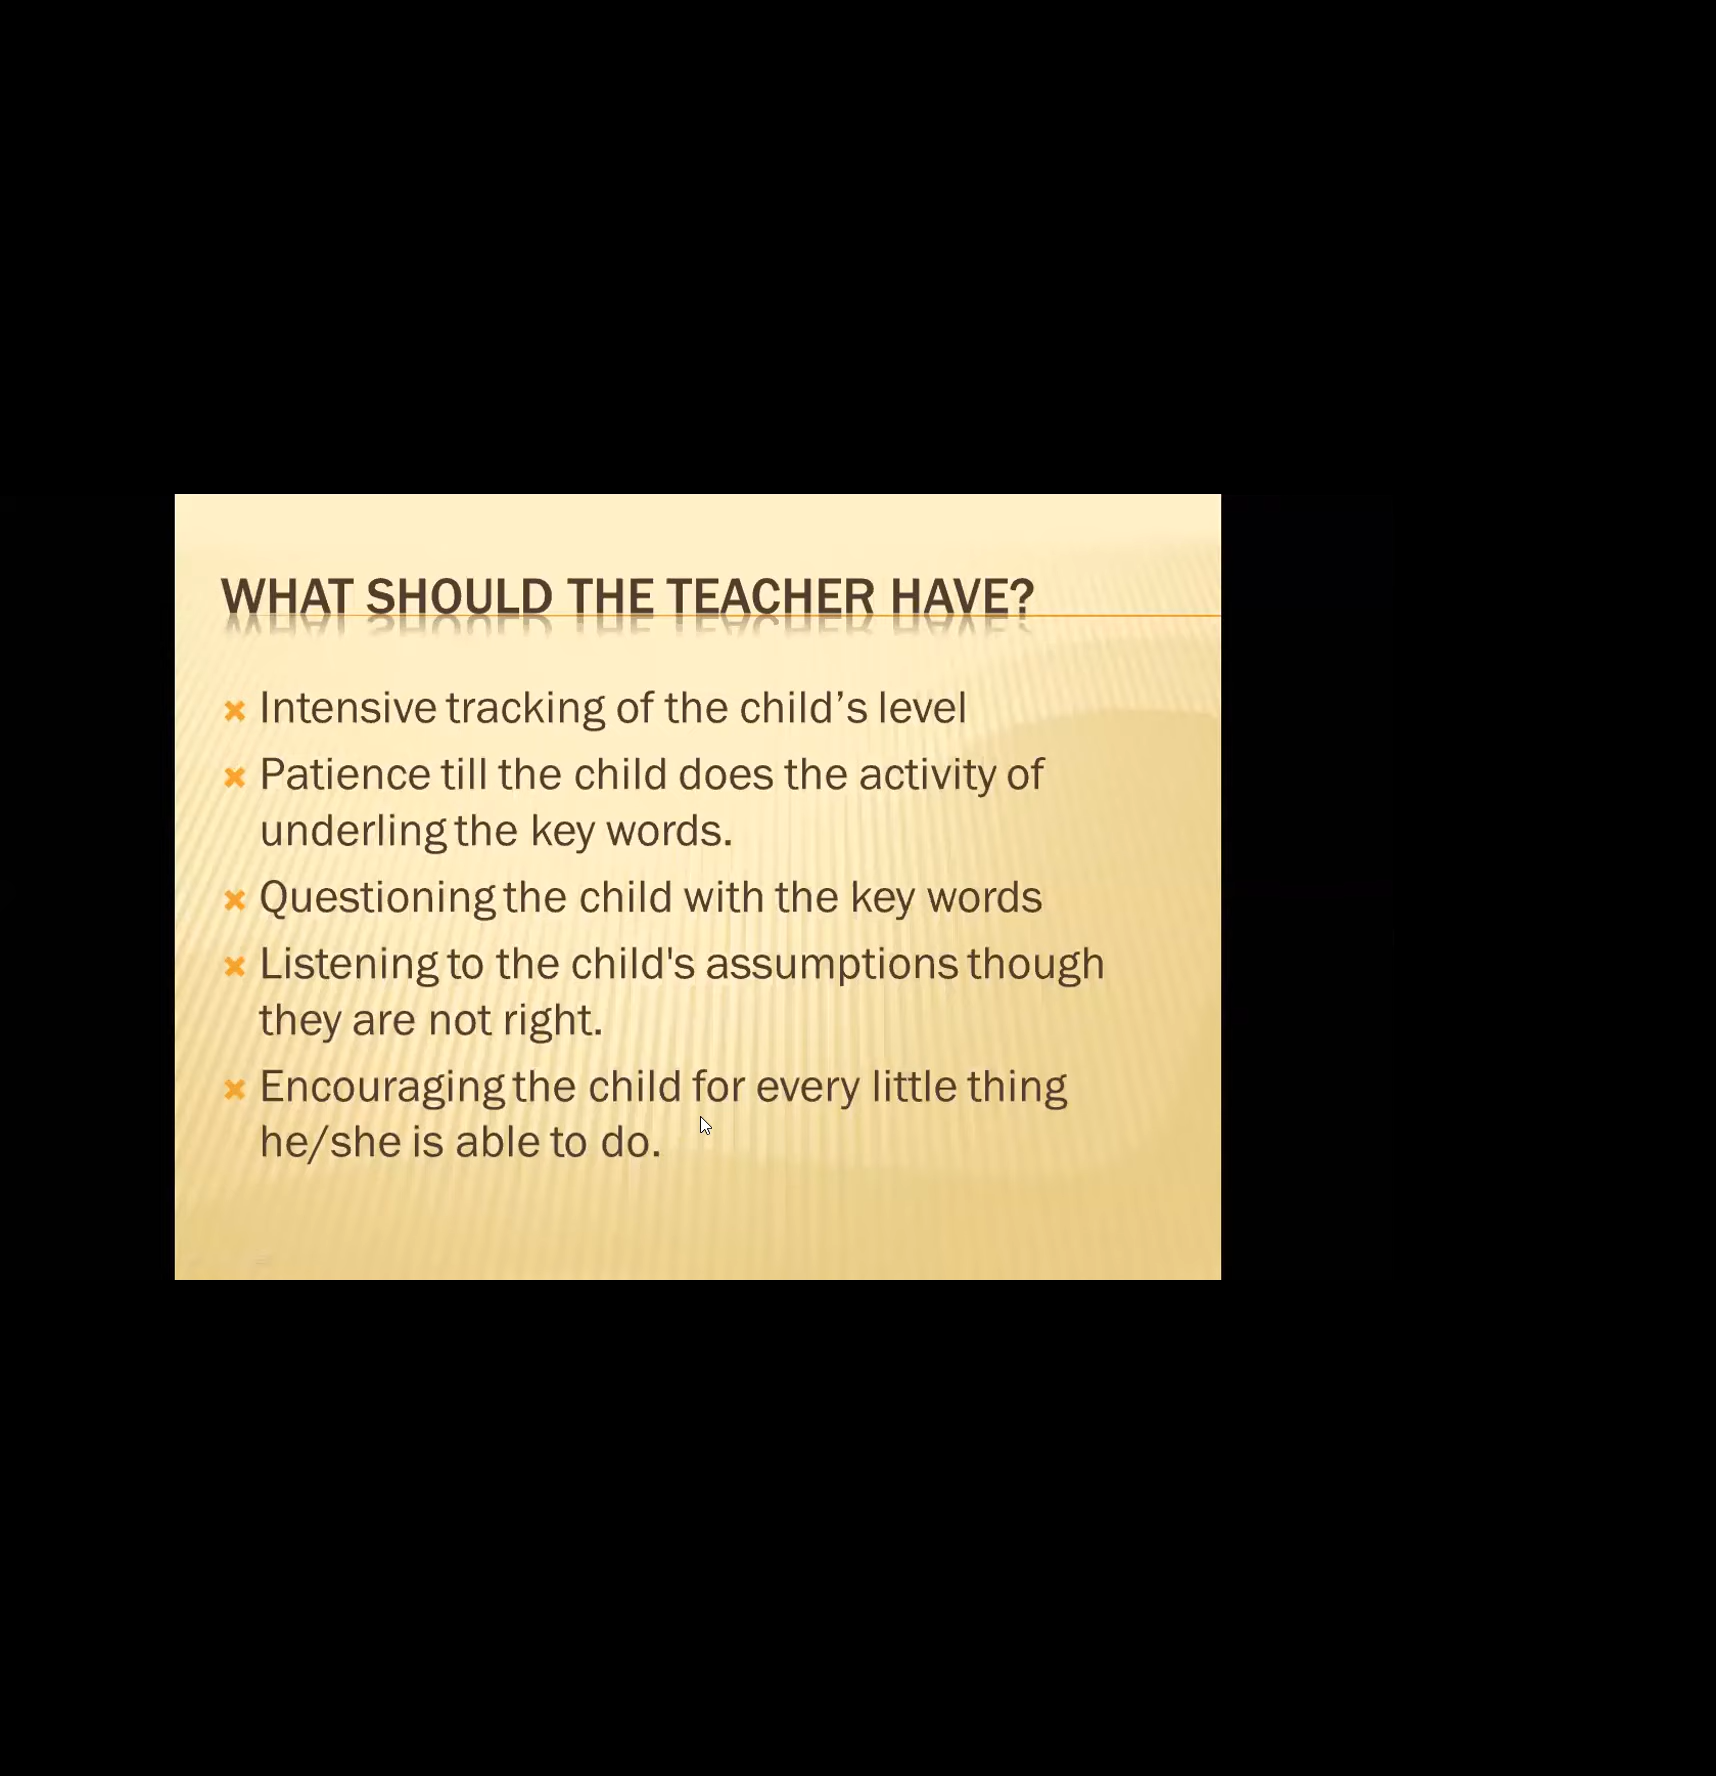 WHAT SHOULD THE TEACHER HAVE?
Intensive tracking of the child’s level
Patience till the child does the activity of
underling the key words.
Questioning the child with the key words
Listening to the child's assumptions though
they are not right.
Encouraging the child for every little thing
he/she is able to do.